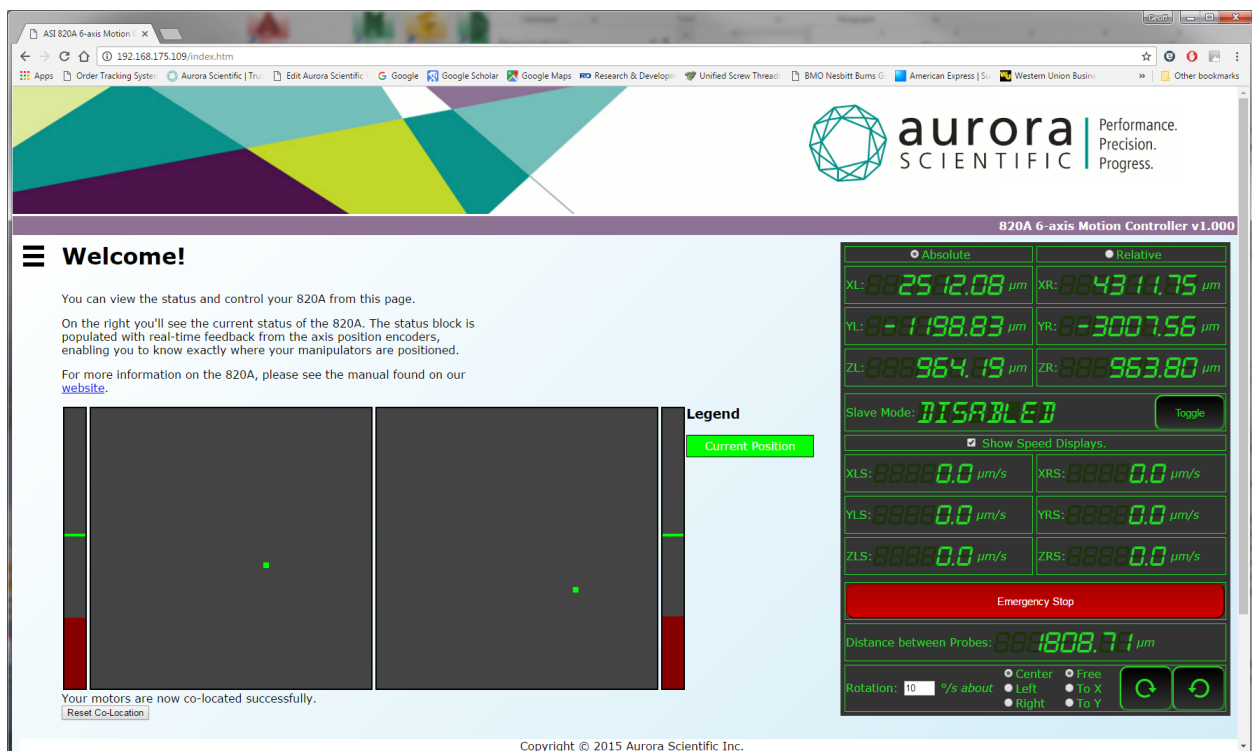 Geoff
ASI 820A 6-axis Motion C
192.168.175.109/index.htm
Apps Order Tracking System Aurora Scientific | Tru Edit Aurora Scientific G Google Google Scholar Google Maps RD Research & Developm Unified Screw Threads BMO Nesbitt Burns G American Express | Su WU Western Union Busine » Other bookmarks
aurora
SCIENTIFIC
Performance.
Precision.
Progress.
820A 6-axis Motion Controller v1.000
Welcome!
You can view the status and control your 820A from this page.
On the right you'll see the current status of the 820A. The status block is
populated with real-time feedback from the axis position encoders,
enabling you to know exactly where your manipulators are positioned.
For more information on the 820A, please see the manual found on our
website.
Legend
Current Position
Your motors are now co-located successfully.
Reset Co-Location
Absolute Relative
XL: 2512.08 µm XR: 4311.75 µm
YL: -1198.83 µm YR: -3007.56 µm
ZL: 964.19 µm ZR: 963.80 µm
Slave Mode: DISABLED Toggle
Show Speed Displays.
XLS: 0.0 µm/s XRS: 0.0 µm/s
YLS: 0.0 µm/s YRS: 0.0 µm/s
ZLS: 0.0 µm/s ZRS: 0.0 µm/s
Emergency Stop
Distance between Probes: 1808.71 µm
Rotation: 10 °/s about Center Free
Left To X
Right To Y
Copyright © 2015 Aurora Scientific Inc.